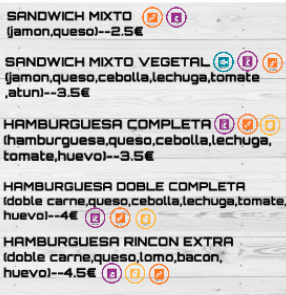 SANDWICH MIXTO
(jamon,queso)--2.5€
SANDWICH MIXTO VEGETAL
(jamon,queso,cebolla,lechuga,tomate
,atun)--3.5€
HAMBURGUESA COMPLETA
(hamburguesa,queso,cebolla,lechuga,
tomate,huevo)--3.5€
HAMBURGUESA DOBLE COMPLETA
(doble carne,queso,cebolla,lechuga,tomate,
huevo)--4€
HAMBURGUESA RINCON EXTRA
(doble carne,queso,lomo,bacon,
huevo)--4.5€